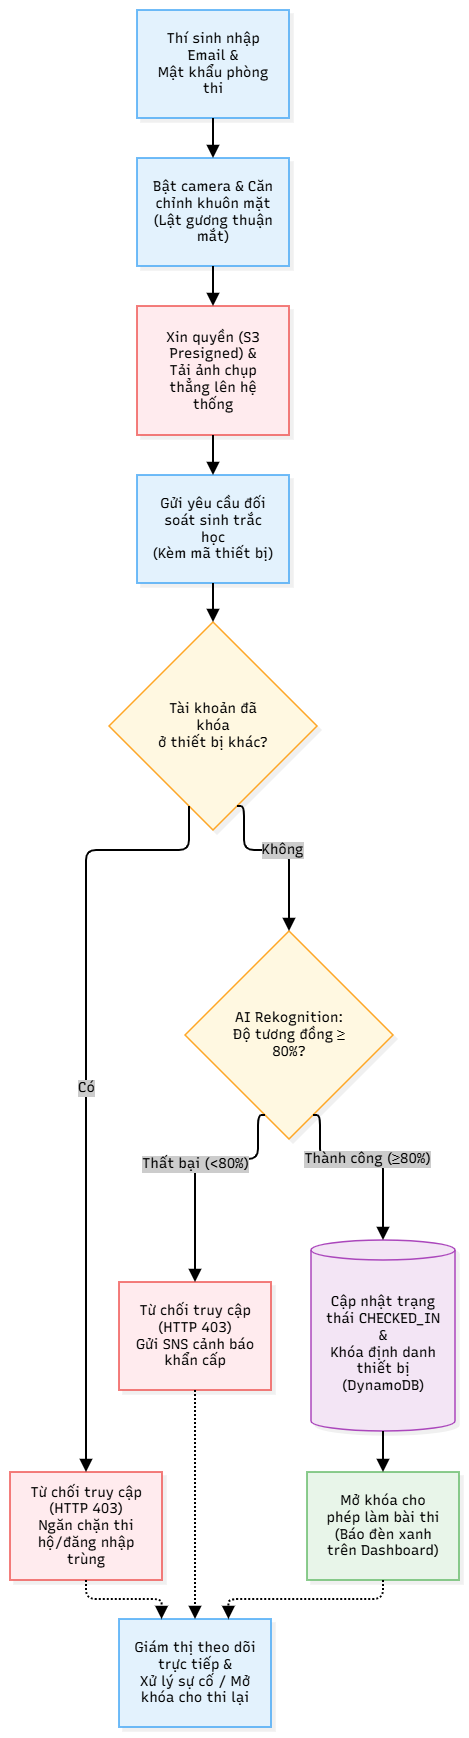 Thí sinh nhập
Email &
Mật khẩu phòng
thi
Bật camera & Căn
chỉnh khuôn mặt
(Lật gương thuận
mắt)
Xin quyền (S3
Presigned) &
Tải ảnh chụp
thẳng lên hệ
thống
Gửi yêu cầu đối
soát sinh trắc
học
(Kèm mã thiết bị)
Tài khoản đã
khóa
ở thiết bị khác?
Không
AI Rekognition:
Độ tương đồng ≥
80%?
Có
Thất bại (<80%)
Thành công (≥80%)
Từ chối truy cập
(HTTP 403)
Gửi SNS cảnh báo
khẩn cấp
Cập nhật trạng
thái CHECKED_IN
&
Khóa định danh
thiết bị
(DynamoDB)
Từ chối truy cập
(HTTP 403)
Ngăn chặn thi
hộ/đăng nhập
trùng
Mở khóa cho
phép làm bài thi
(Báo đèn xanh
trên Dashboard)
Giám thị theo dõi
trực tiếp &
Xử lý sự cố / Mở
khóa cho thi lại